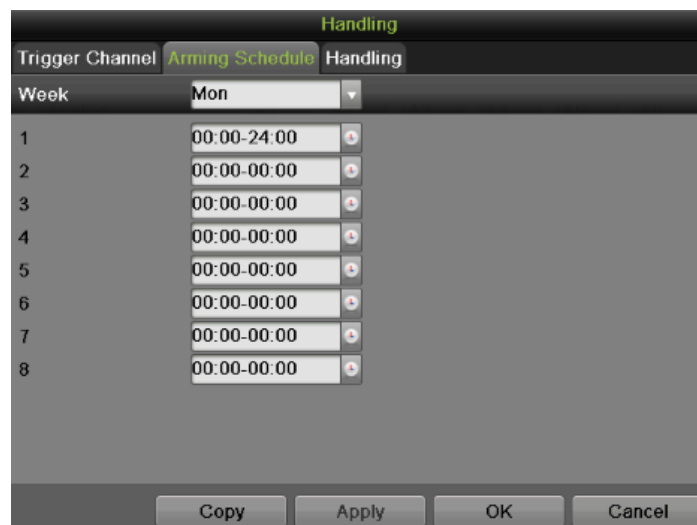 Handling
Trigger Channel Arming Schedule Handling
Week Mon
1 00:00-24:00
2 00:00-00:00
3 00:00-00:00
4 00:00-00:00
5 00:00-00:00
6 00:00-00:00
7 00:00-00:00
8 00:00-00:00
Copy Apply OK Cancel